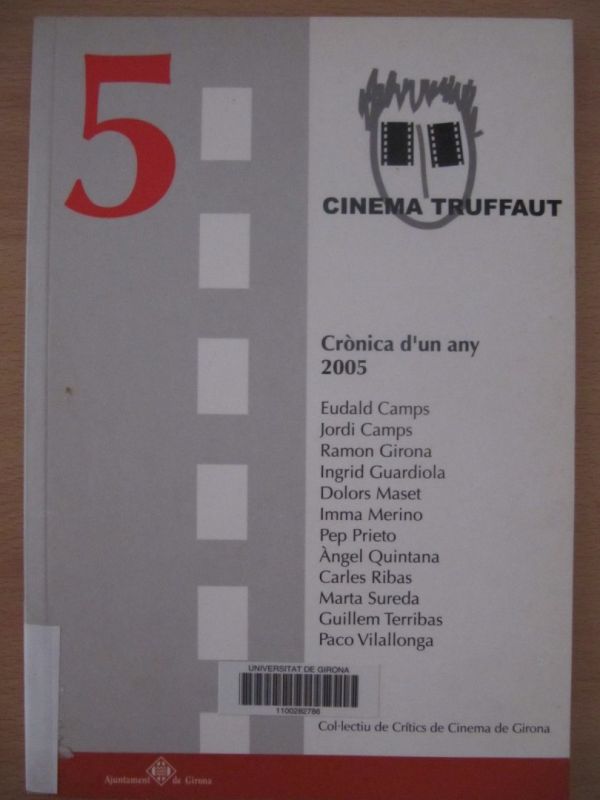 5
CINEMA TRUFFAUT
Crònica d'un any
2005
Eudald Camps
Jordi Camps
Ramon Girona
Ingrid Guardiola
Dolors Maset
Imma Merino
Pep Prieto
Àngel Quintana
Carles Ribas
Marta Sureda
Guillem Terribas
Paco Vilallonga
UNIVERSITAT DE GIRONA
1100282786
Col·lectiu de Crítics de Cinema de Girona
Ajuntament de Girona